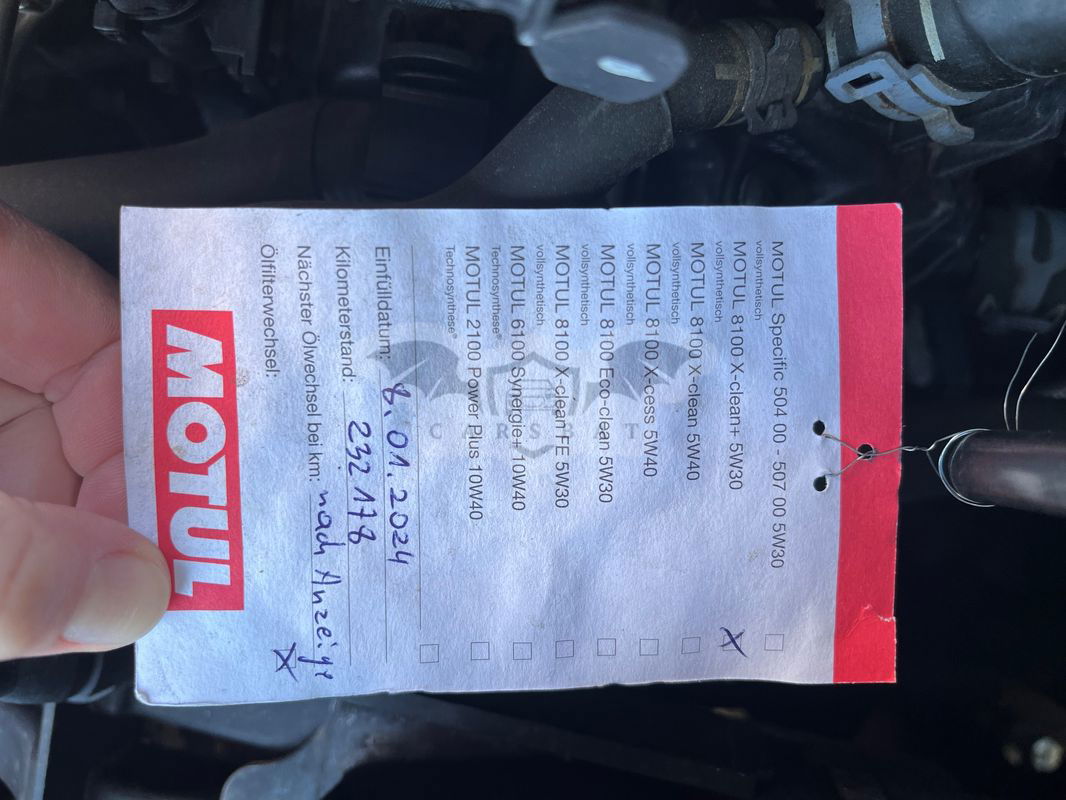 MOTUL Specific 504 00 - 507 00 5W30
vollsynthetisch
MOTUL 8100 X-clean+ 5W30
vollsynthetisch
MOTUL 8100 X-clean 5W40
vollsynthetisch
MOTUL 8100 X-cess 5W40
vollsynthetisch
MOTUL 8100 Eco-clean 5W30
vollsynthetisch
MOTUL 8100 X-clean FE 5W30
vollsynthetisch
MOTUL 6100 Synergie+ 10W40
Technosynthese®
MOTUL 2100 Power Plus 10W40
Technosynthese®
Einfülldatum: 8.01.2024
Kilometerstand: 232 178
Nächster Ölwechsel bei km: nach Anzeige
Ölfilterwechsel: X
MOTUL